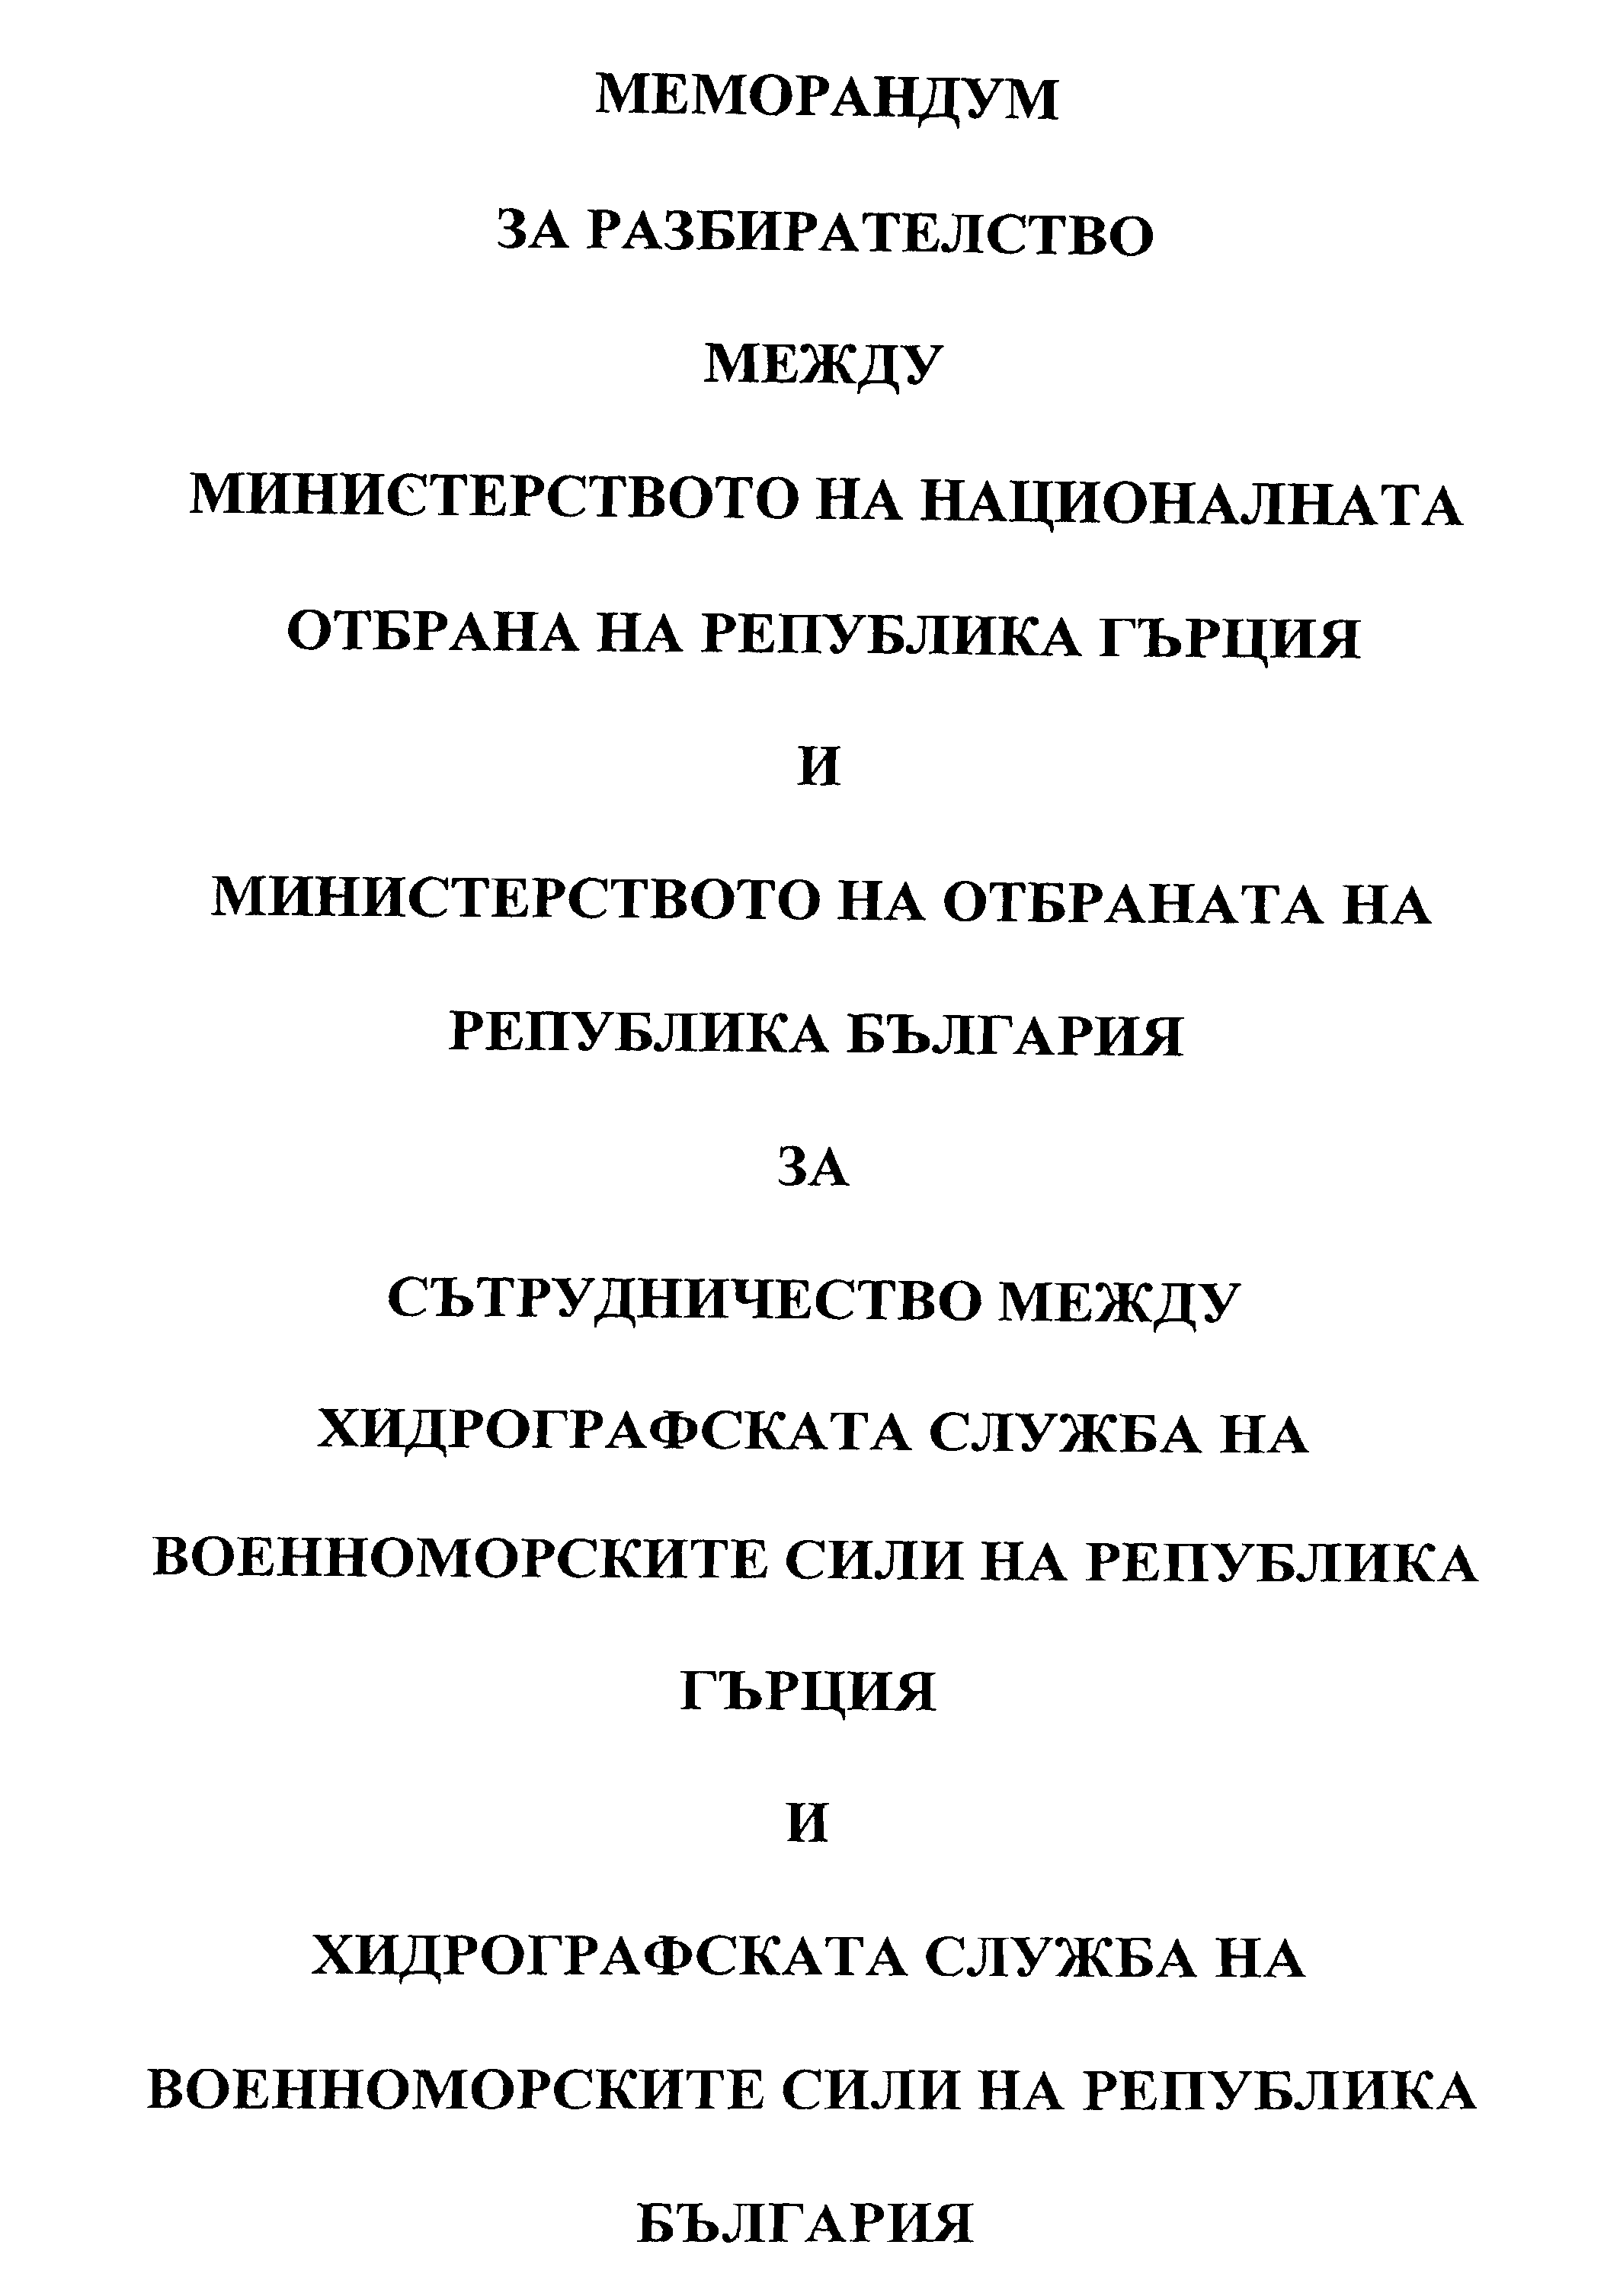 МЕМОРАНДУМ
ЗА РАЗБИРАТЕЛСТВО
МЕЖДУ
МИНИСТЕРСТВОТО НА НАЦИОНАЛНАТА
ОТБРАНА НА РЕПУБЛИКА ГЪРЦИЯ
И
МИНИСТЕРСТВОТО НА ОТБРАНАТА НА
РЕПУБЛИКА БЪЛГАРИЯ
ЗА
СЪТРУДНИЧЕСТВО МЕЖДУ
ХИДРОГРАФСКАТА СЛУЖБА НА
ВОЕННОМОРСКИТЕ СИЛИ НА РЕПУБЛИКА
ГЪРЦИЯ
И
ХИДРОГРАФСКАТА СЛУЖБА НА
ВОЕННОМОРСКИТЕ СИЛИ НА РЕПУБЛИКА
БЪЛГАРИЯ